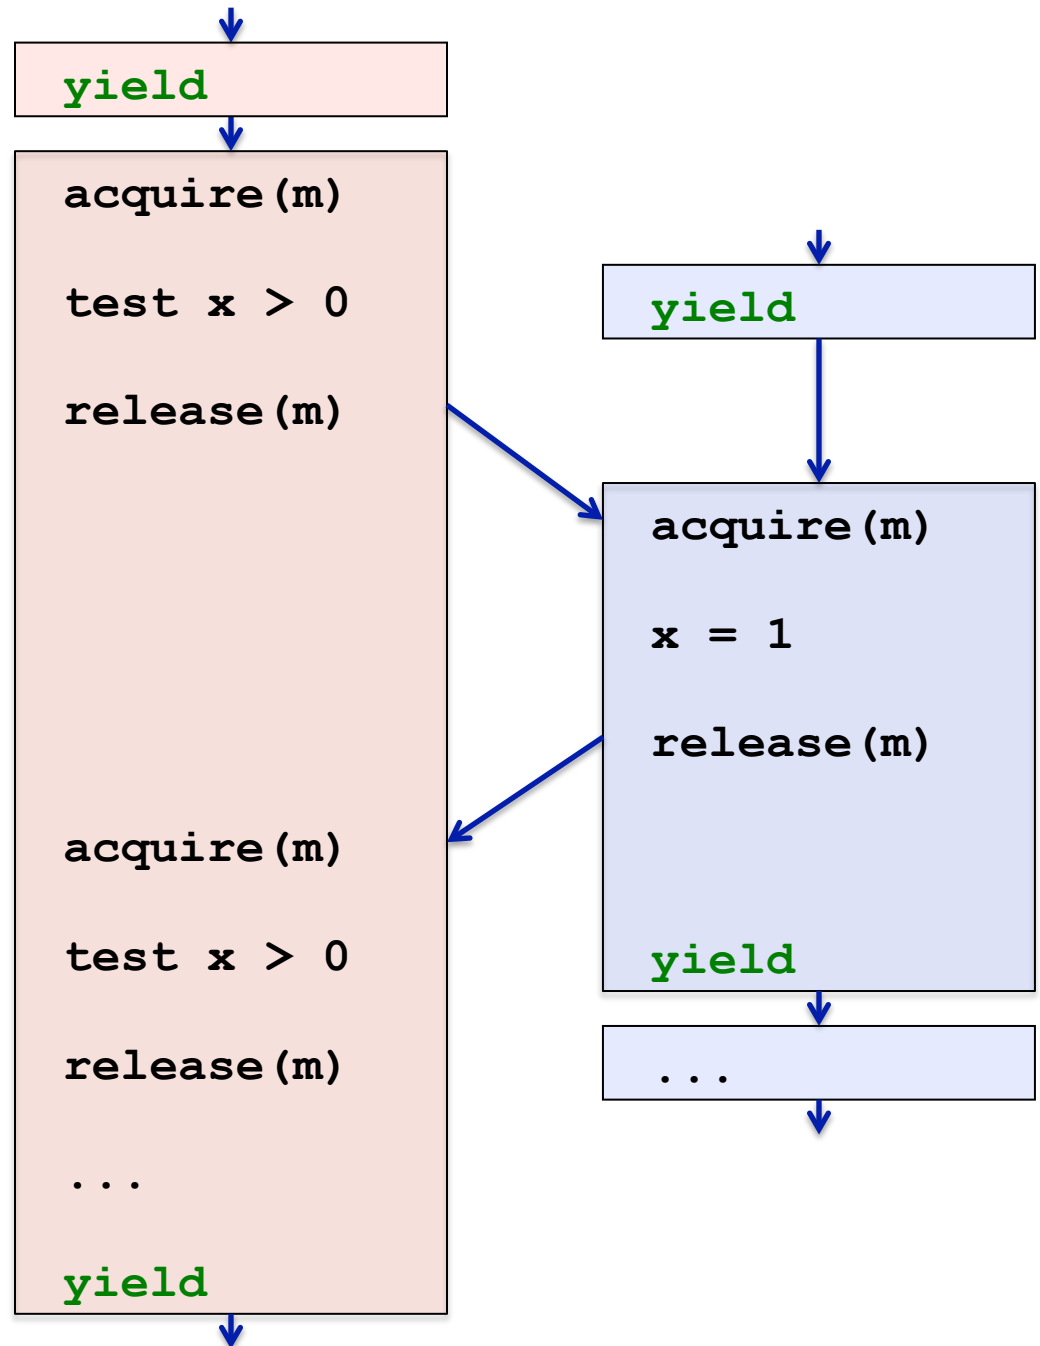 yield
acquire(m)
test x > 0
release(m)
acquire(m)
test x > 0
release(m)
...
yield
yield
acquire(m)
x = 1
release(m)
yield
...